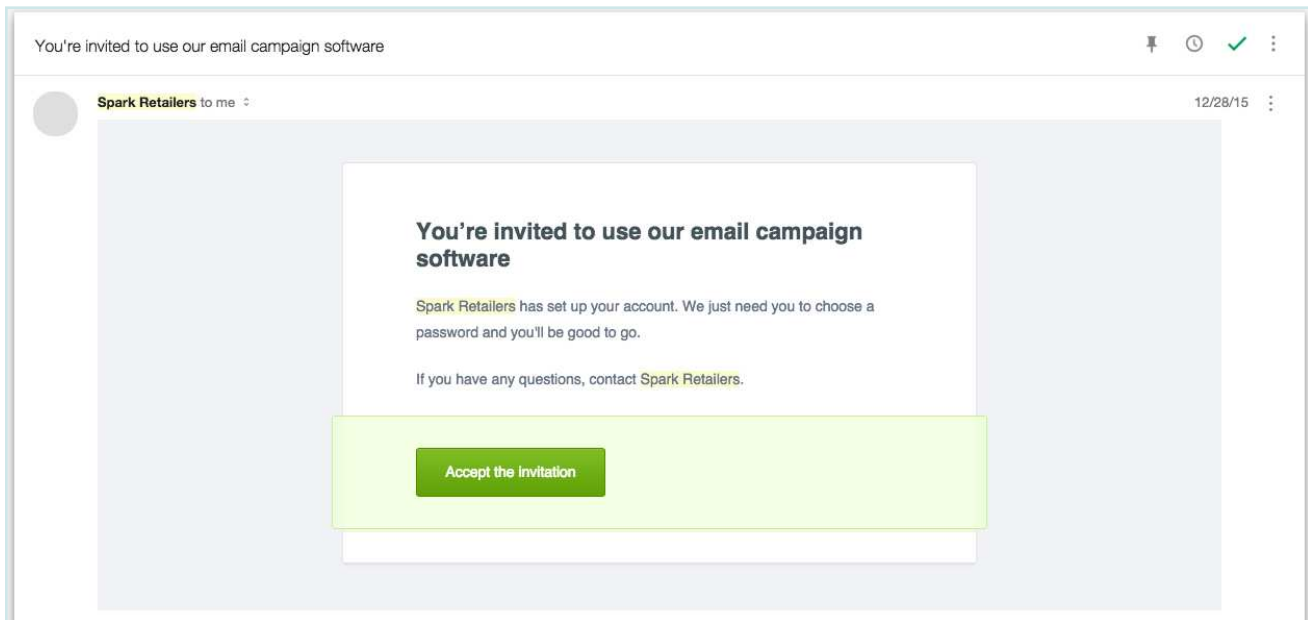 You're invited to use our email campaign software
Spark Retailers to me
12/28/15
You’re invited to use our email campaign
software
Spark Retailers has set up your account. We just need you to choose a
password and you'll be good to go.
If you have any questions, contact Spark Retailers.
Accept the invitation